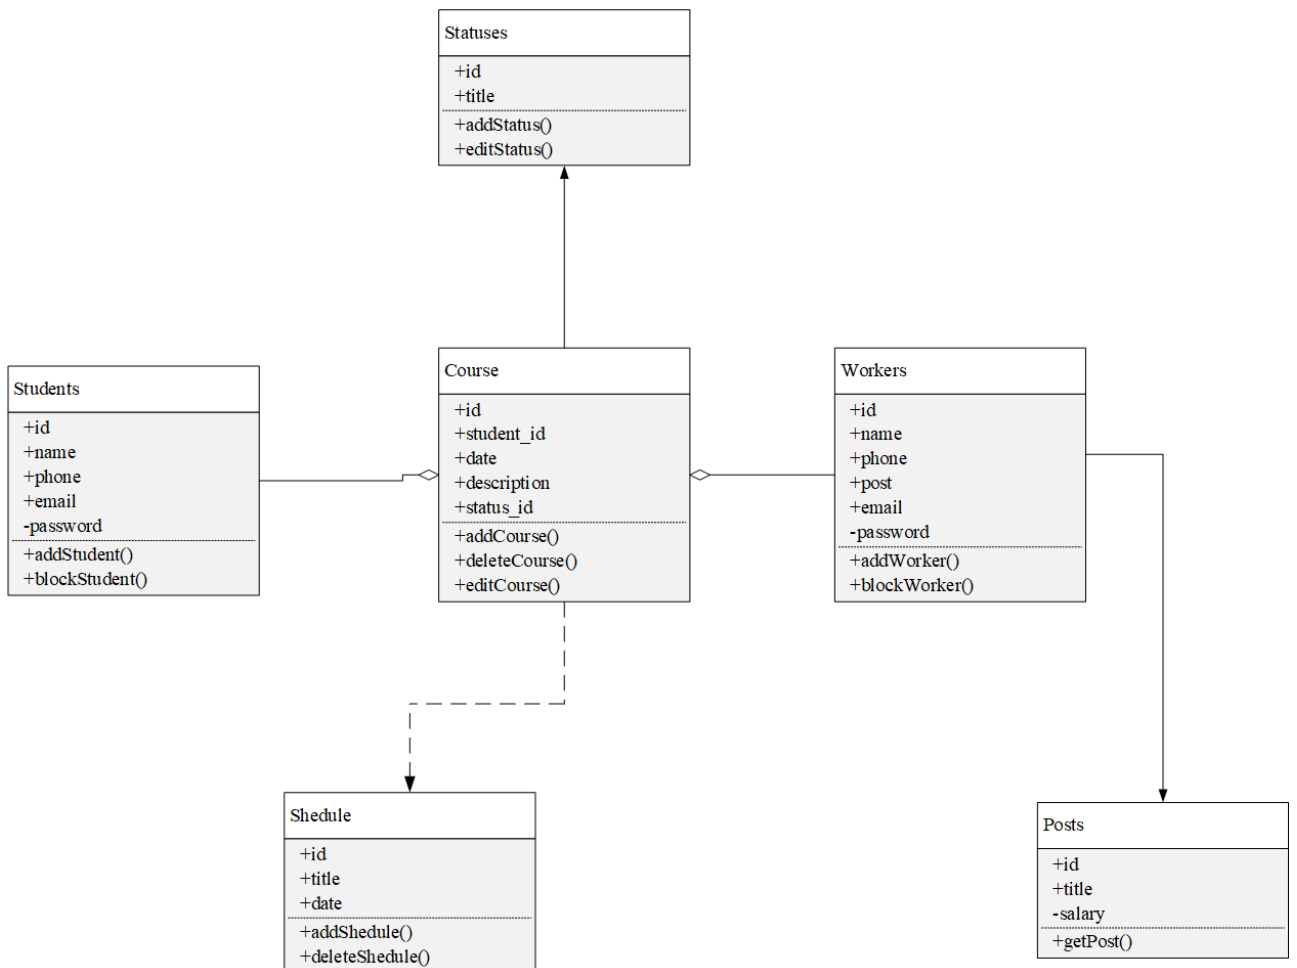 Statuses
+id
+title
+addStatus()
+editStatus()
Students
+id
+name
+phone
+email
-password
+addStudent()
+blockStudent()
Course
+id
+student_id
+date
+description
+status_id
+addCourse()
+deleteCourse()
+editCourse()
Workers
+id
+name
+phone
+post
+email
-password
+addWorker()
+blockWorker()
Shedule
+id
+title
+date
+addShedule()
+deleteShedule()
Posts
+id
+title
-salary
+getPost()